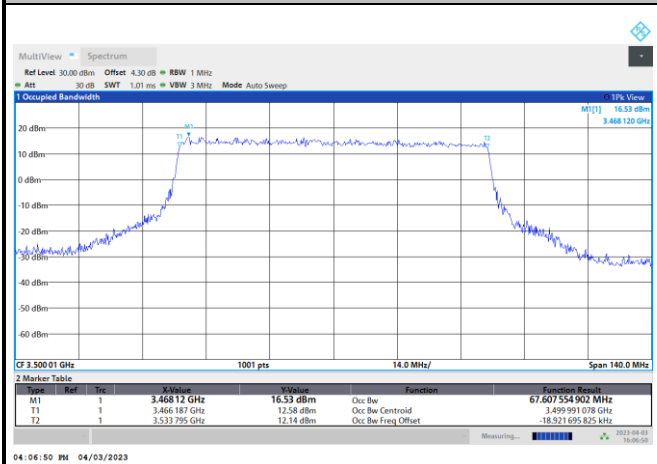 MultiView Spectrum
Ref Level 30.00 dBm Offset 4.30 dB RBW 1 MHz
Att 30 dB SWT 1.01 ms VBW 3 MHz Mode Auto Sweep
1 Occupied Bandwidth 1Pk View
M1[1] 16.53 dBm
3.468 120 GHz
M1
T1
T2
20 dBm
10 dBm
0 dBm
-10 dBm
-20 dBm
-30 dBm
-40 dBm
-50 dBm
-60 dBm
CF 3.500 01 GHz 1001 pts 14.0 MHz/ Span 140.0 MHz
2 Marker Table
Type Ref Trc X-Value Y-Value Function Function Result
M1 1 3.468 12 GHz 16.53 dBm Occ Bw 67.607 554 902 MHz
T1 1 3.466 187 GHz 12.58 dBm Occ Bw Centroid 3.499 991 078 GHz
T2 1 3.533 795 GHz 12.14 dBm Occ Bw Freq Offset -18.921 695 825 kHz
Measuring... 2023-04-03
16:06:50
04:06:50 PM 04/03/2023